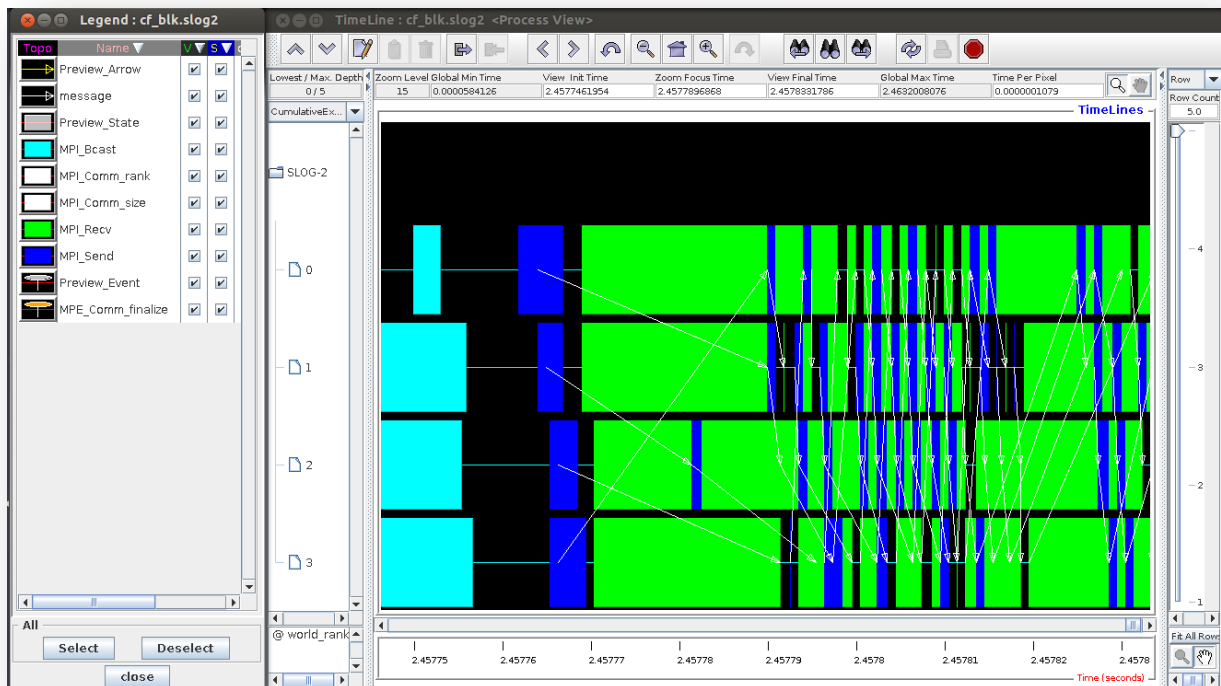 Legend : cf_blk.slog2
Topo Name V S
Preview_Arrow
message
Preview_State
MPI_Bcast
MPI_Comm_rank
MPI_Comm_size
MPI_Recv
MPI_Send
Preview_Event
MPE_Comm_finalize
All
Select Deselect
close
TimeLine : cf_blk.slog2 <Process View>
Lowest / Max. Depth Zoom Level Global Min Time View Init Time Zoom Focus Time View Final Time Global Max Time Time Per Pixel
0 / 5 15 0.0000584126 2.4577461954 2.4577896868 2.4578331786 2.4632008076 0.0000001079
CumulativeEx...
TimeLines
SLOG-2
0
1
2
3
@ world_rank
2.45775 2.45776 2.45777 2.45778 2.45779 2.4578 2.45781 2.45782 2.4578
Time (seconds)
Row
Row Count
5.0
4
3
2
1
Fit All Row